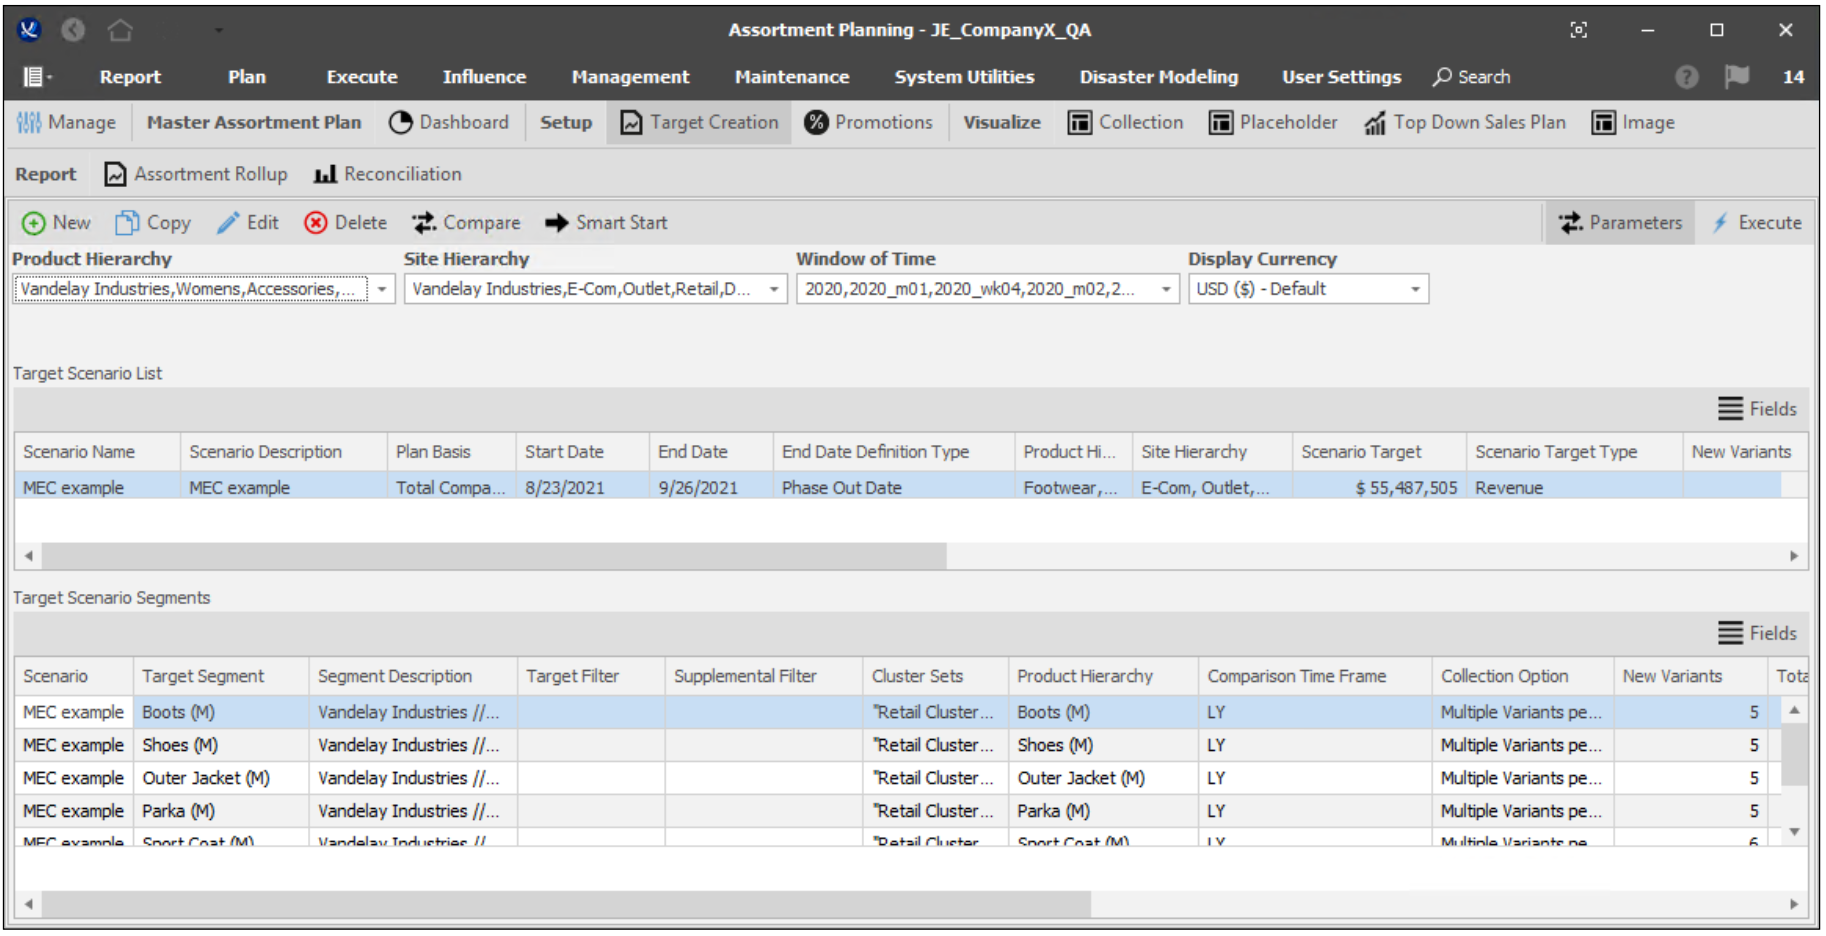 Assortment Planning - JE_CompanyX_QA
Report Plan Execute Influence Management Maintenance System Utilities Disaster Modeling User Settings Search ? 14
Manage Master Assortment Plan Dashboard Setup Target Creation % Promotions Visualize Collection Placeholder Top Down Sales Plan Image
Report Assortment Rollup Reconciliation
New Copy Edit Delete Compare Smart Start Parameters Execute
Product Hierarchy Site Hierarchy Window of Time Display Currency
Vandelay Industries,Womens,Accessories,... Vandelay Industries,E-Com,Outlet,Retail,D... 2020,2020_m01,2020_wk04,2020_m02,2... USD ($) - Default
Target Scenario List
Fields
Scenario Name Scenario Description Plan Basis Start Date End Date End Date Definition Type Product Hi... Site Hierarchy Scenario Target Scenario Target Type New Variants
MEC example MEC example Total Compa... 8/23/2021 9/26/2021 Phase Out Date Footwear,... E-Com, Outlet,... $ 55,487,505 Revenue
Target Scenario Segments
Fields
Scenario Target Segment Segment Description Target Filter Supplemental Filter Cluster Sets Product Hierarchy Comparison Time Frame Collection Option New Variants Tota
MEC example Boots (M) Vandelay Industries //... "Retail Cluster... Boots (M) LY Multiple Variants pe... 5
MEC example Shoes (M) Vandelay Industries //... "Retail Cluster... Shoes (M) LY Multiple Variants pe... 5
MEC example Outer Jacket (M) Vandelay Industries //... "Retail Cluster... Outer Jacket (M) LY Multiple Variants pe... 5
MEC example Parka (M) Vandelay Industries //... "Retail Cluster... Parka (M) LY Multiple Variants pe... 5
MEC example Sport Coat (M) Vandelay Industries // "Retail Cluster Sport Coat (M) LY Multiple Variants pe 6